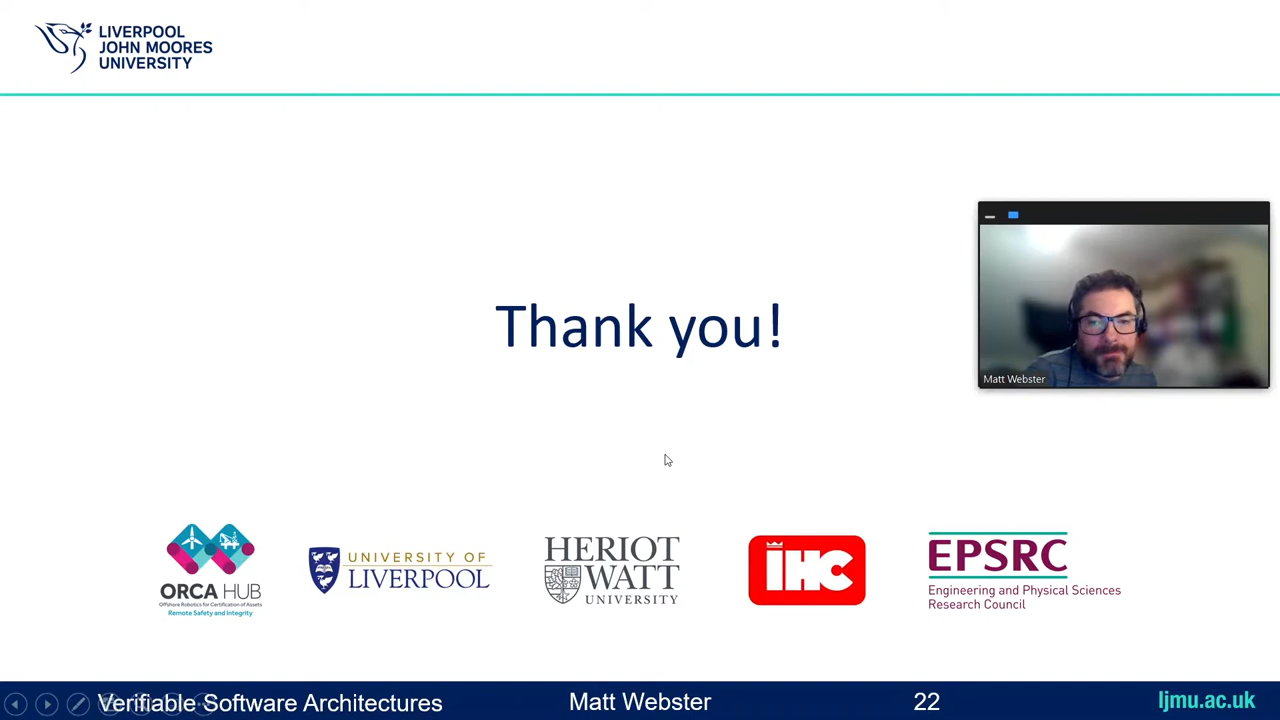 LIVERPOOL
JOHN MOORES
UNIVERSITY
Thank you!
Matt Webster
ORCA HUB
Offshore Robotics for Certification of Assets
Remote Safety and Integrity
UNIVERSITY OF
LIVERPOOL
HERIOT
WATT
UNIVERSITY
iHC
EPSRC
Engineering and Physical Sciences
Research Council
Verifiable Software Architectures
Matt Webster
22
ljmu.ac.uk